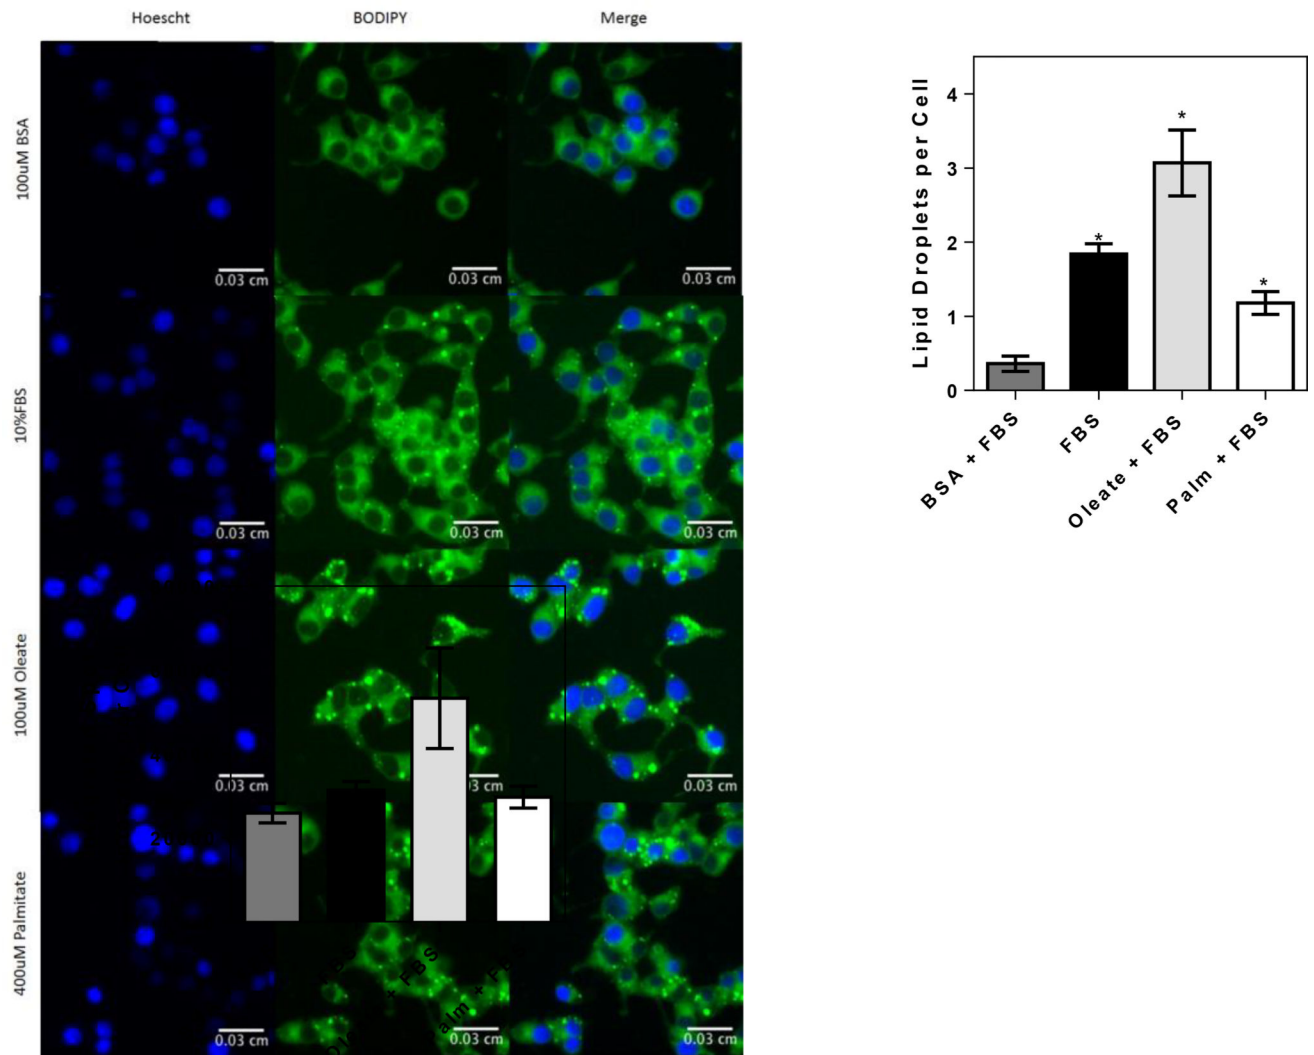 Hoescht BODIPY Merge
100uM BSA
0.03 cm 0.03 cm 0.03 cm
10%FBS
0.03 cm 0.03 cm 0.03 cm
100uM Oleate
0.03 cm 03 cm 0.03 cm
400uM Palmitate
0.03 cm 0.03 cm 0.03 cm
+ FBS
Lipid Droplets per Cell
4
3
2
1
0
* * *
BSA + FBS FBS Oleate + FBS Palm + FBS